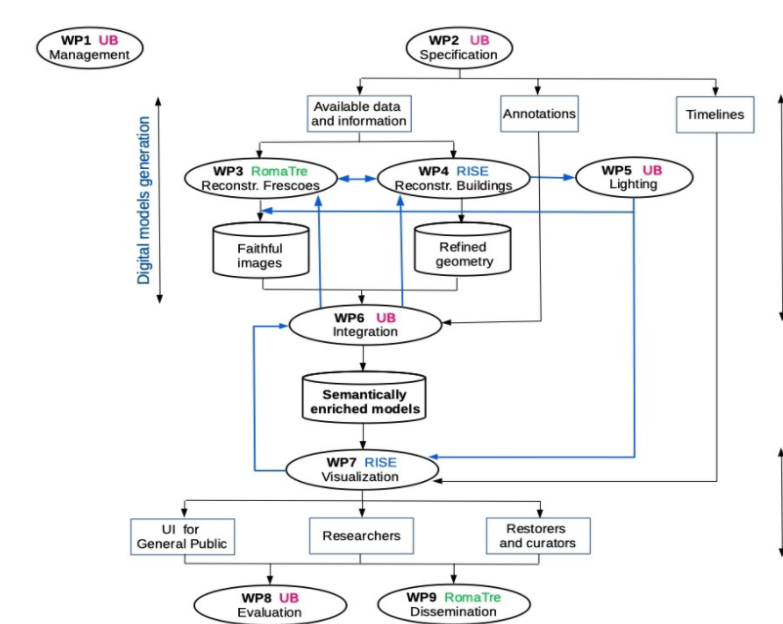 WP1 UB
Management
WP2 UB
Specification
Available data
and information
Annotations
Timelines
Digital models generation
WP3 RomaTre
Reconstr. Frescoes
WP4 RISE
Reconstr. Buildings
WP5 UB
Lighting
Faithful
images
Refined
geometry
WP6 UB
Integration
Semantically
enriched models
WP7 RISE
Visualization
UI for
General Public
Researchers
Restorers
and curators
WP8 UB
Evaluation
WP9 RomaTre
Dissemination